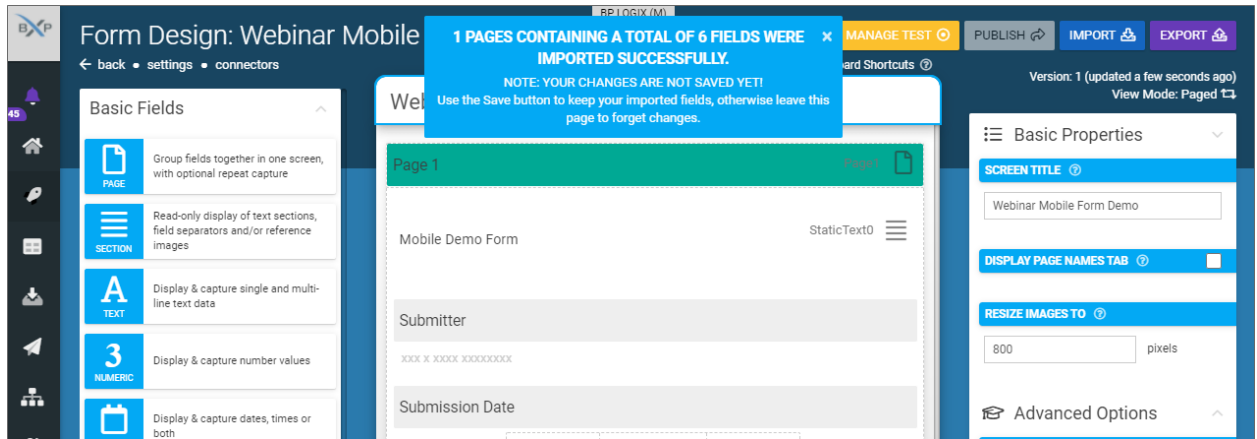 BP LOGIX (M)
BXP
Form Design: Webinar Mobile
← back • settings • connectors
1 PAGES CONTAINING A TOTAL OF 6 FIELDS WERE
IMPORTED SUCCESSFULLY.
×
NOTE: YOUR CHANGES ARE NOT SAVED YET!
Use the Save button to keep your imported fields, otherwise leave this
page to forget changes.
MANAGE TEST
PUBLISH
IMPORT
EXPORT
ard Shortcuts
Version: 1 (updated a few seconds ago)
View Mode: Paged
45
Basic Fields
PAGE
Group fields together in one screen,
with optional repeat capture
SECTION
Read-only display of text sections,
field separators and/or reference
images
A
TEXT
Display & capture single and multi-
line text data
3
NUMERIC
Display & capture number values
Display & capture dates, times or
both
Web
Page 1
Page1
Mobile Demo Form
StaticText0
Submitter
xxx x xxxx xxxxxxxx
Submission Date
Basic Properties
SCREEN TITLE
Webinar Mobile Form Demo
DISPLAY PAGE NAMES TAB
RESIZE IMAGES TO
800
pixels
Advanced Options